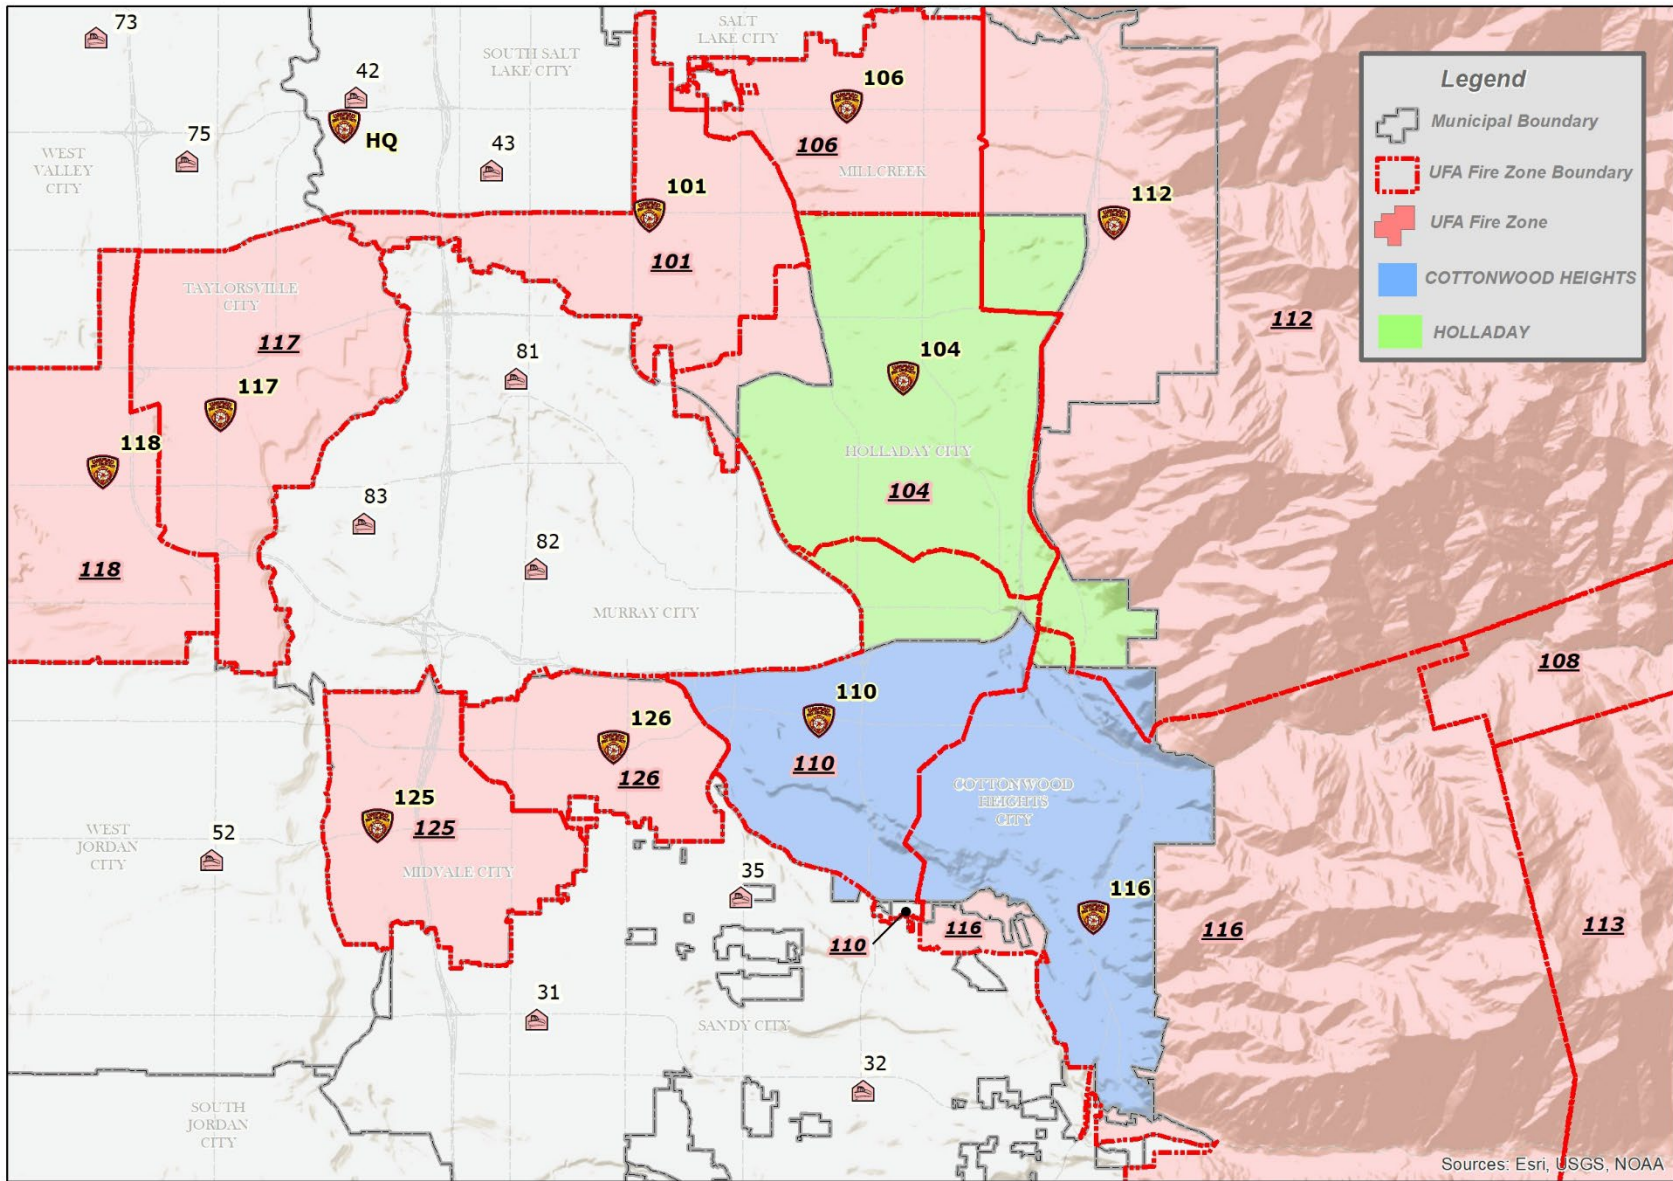 73
SALT
LAKE CITY
SOUTH SALT
LAKE CITY
42
106
HQ
75
43
WEST
VALLEY
CITY
106
MILLCREEK
101
112
Legend
Municipal Boundary
UFA Fire Zone Boundary
UFA Fire Zone
COTTONWOOD HEIGHTS
HOLLADAY
101
TAYLORSVILLE
CITY
117
112
81
104
117
118
HOLLADAY CITY
104
83
82
118
MURRAY CITY
108
110
126
110
126
COTTONWOOD
HEIGHTS
CITY
125
125
WEST
JORDAN
CITY
52
MIDVALE CITY
35
116
110
116
116
113
31
SANDY CITY
32
SOUTH
JORDAN
CITY
Sources: Esri, USGS, NOAA